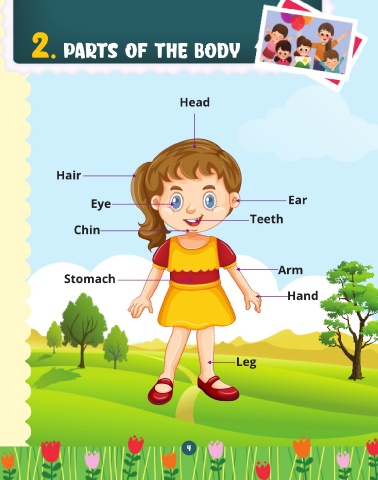 2. PARTS OF THE BODY
Head
Hair
Eye
Ear
Teeth
Chin
Arm
Stomach
Hand
Leg
4